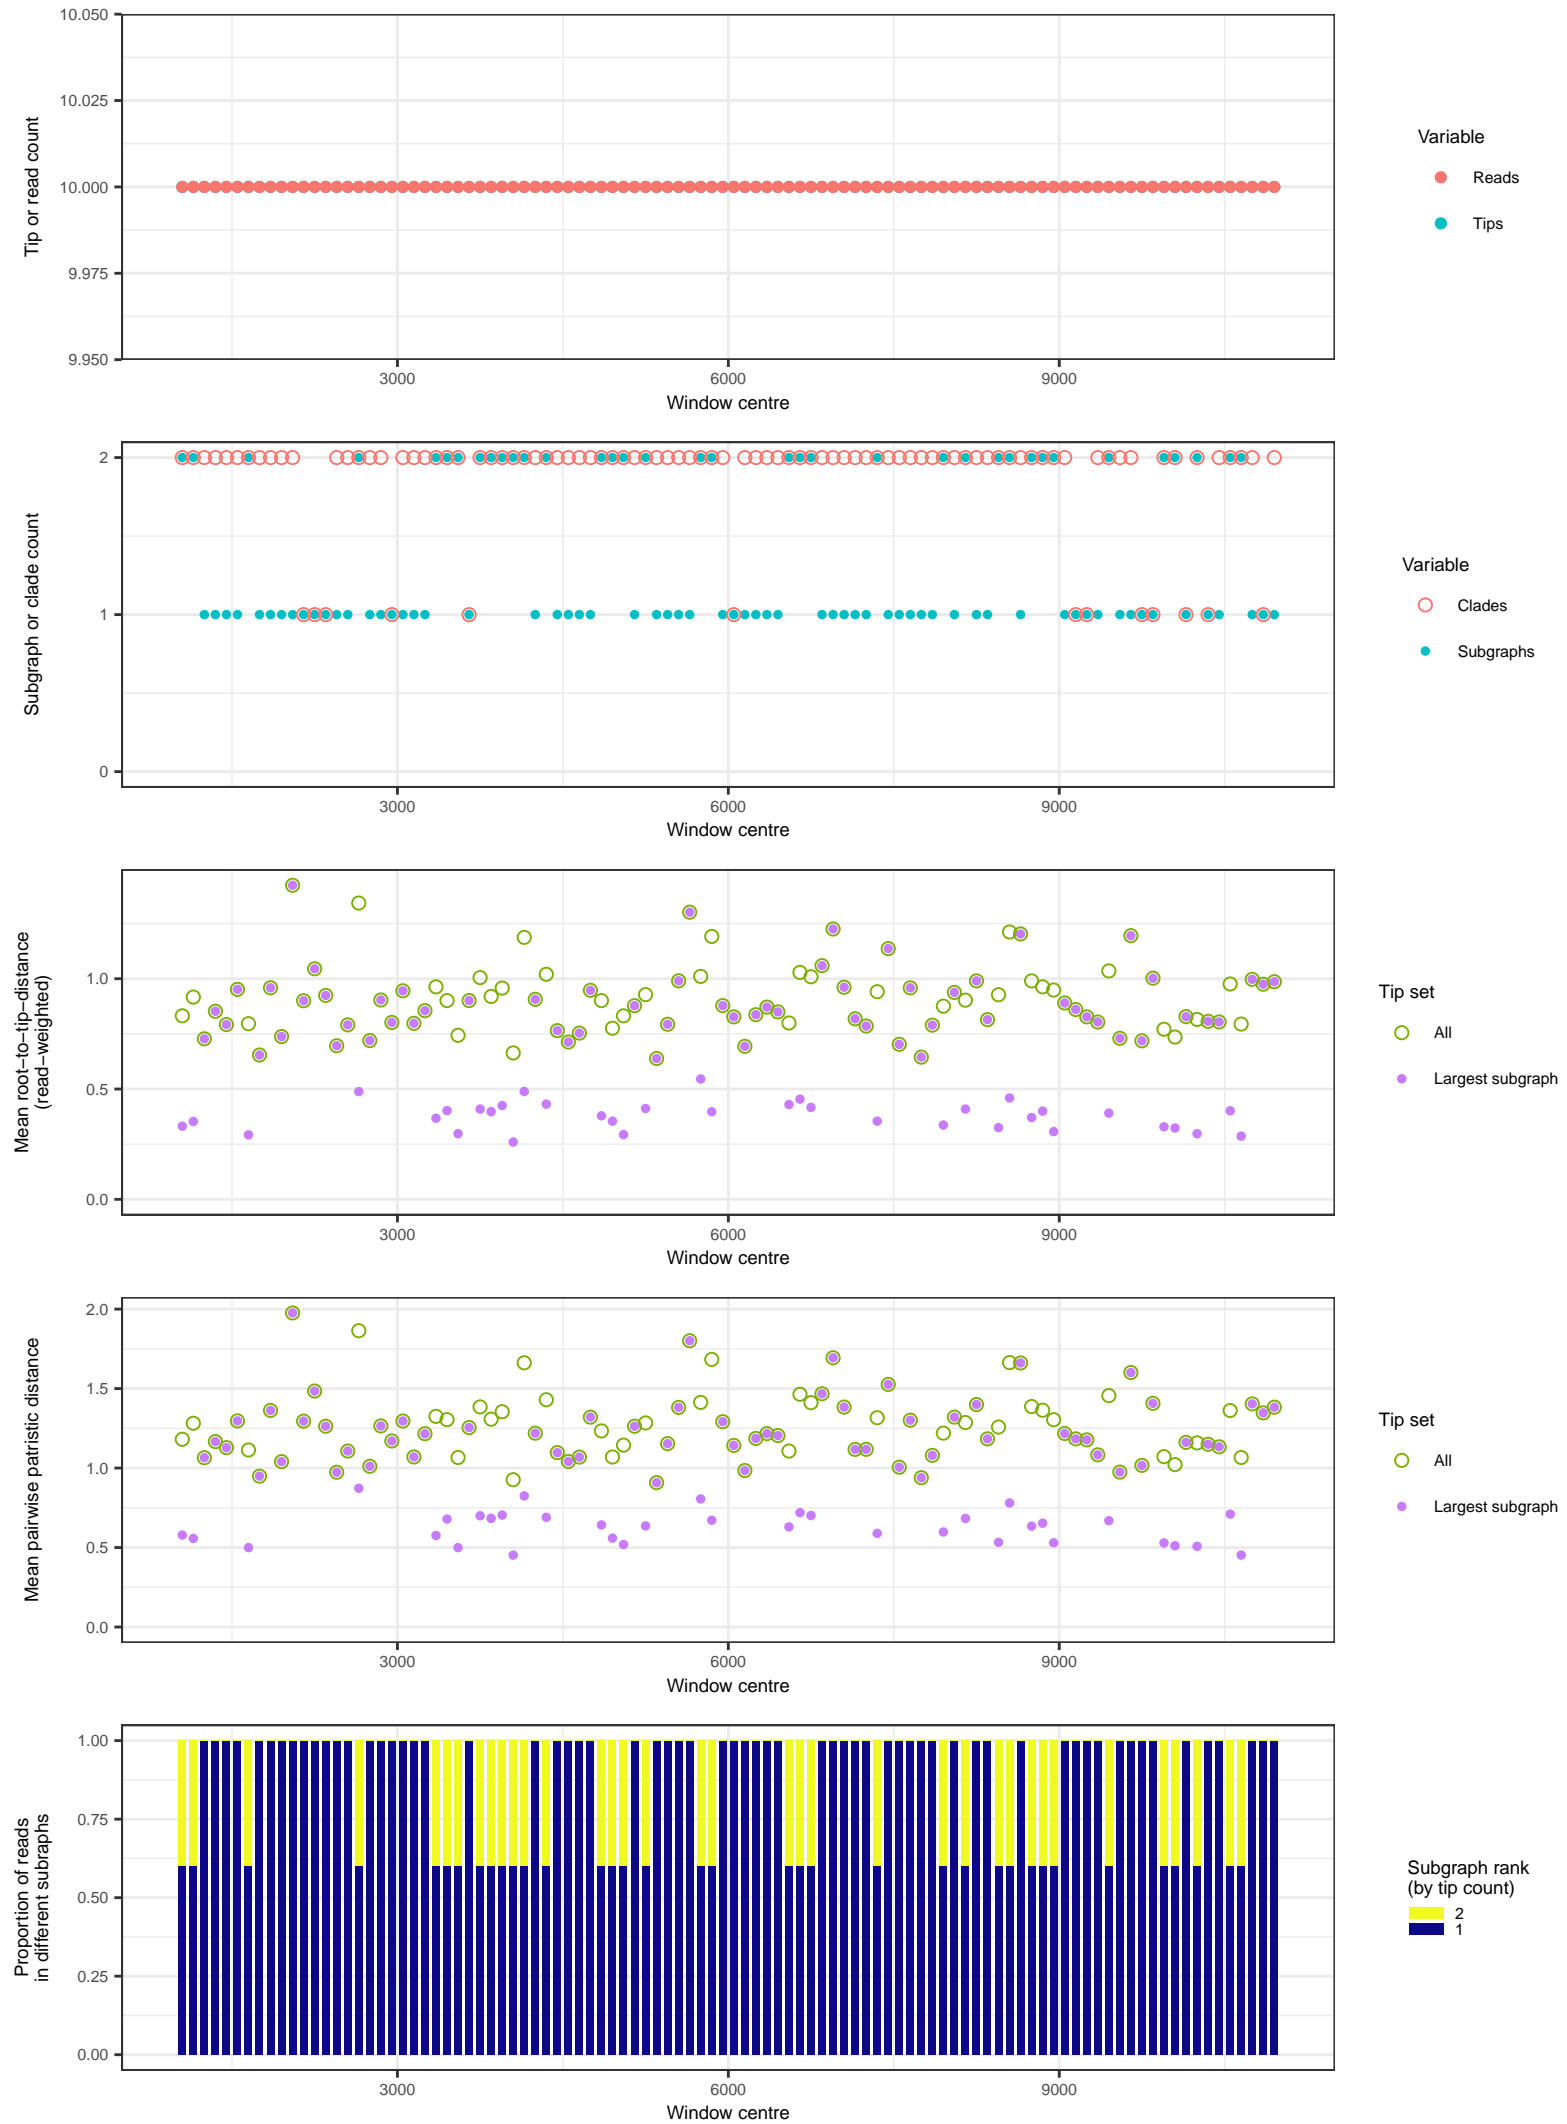 10.050
10.025
10.000
9.975
9.950
Tip or read count
3000
6000
9000
Window centre
Variable
Reads
Tips
2
1
0
Subgraph or clade count
3000
6000
9000
Window centre
Variable
Clades
Subgraphs
1.0
0.5
0.0
Mean root−to−tip−distance
(read−weighted)
3000
6000
9000
Window centre
Tip set
All
Largest subgraph
2.0
1.5
1.0
0.5
0.0
Mean pairwise patristic distance
3000
6000
9000
Window centre
Tip set
All
Largest subgraph
1.00
0.75
0.50
0.25
0.00
Proportion of reads
in different subraphs
3000
6000
9000
Window centre
Subgraph rank
(by tip count)
2
1